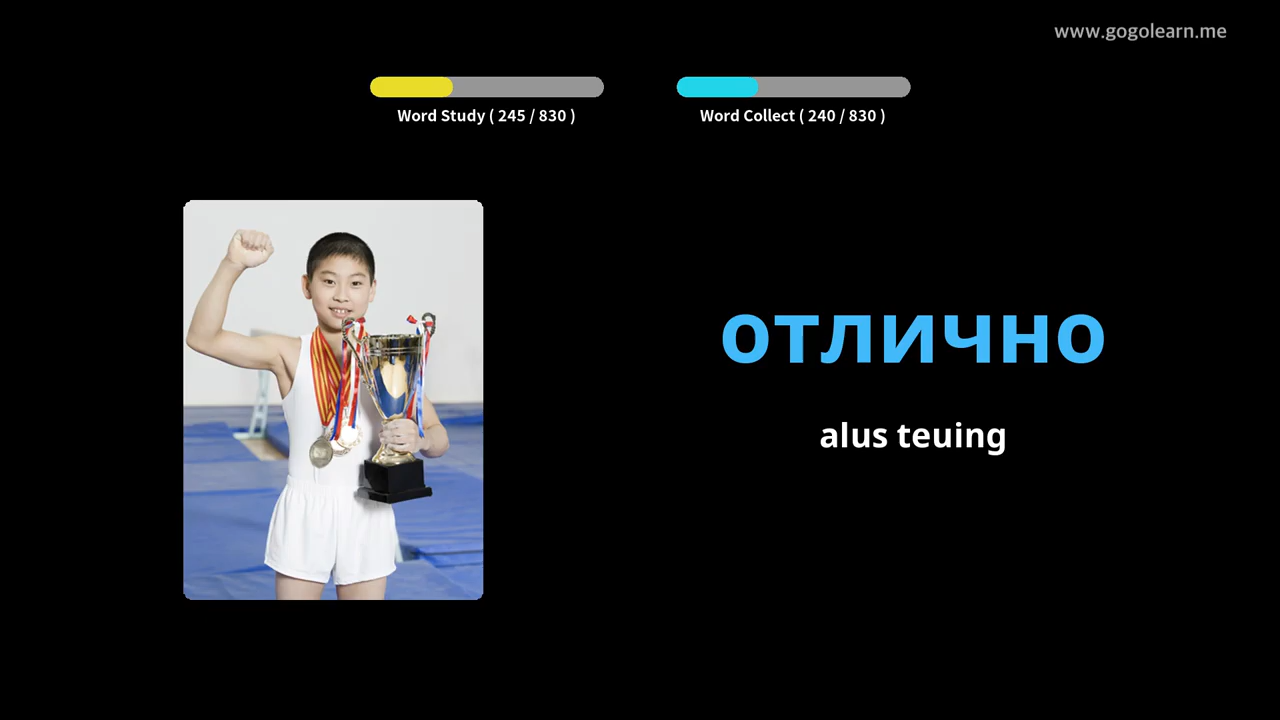 www.gogolearn.me
Word Study ( 245 / 830 )
Word Collect ( 240 / 830 )
отлично
alus teuing